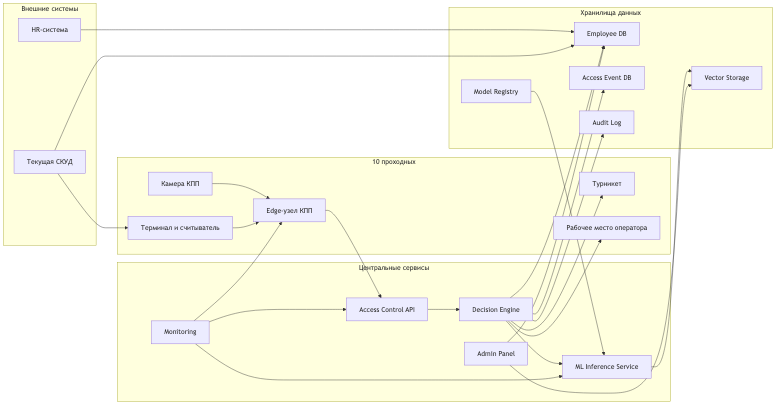 Внешние системы
HR-система
Текущая СКУД
Хранилища данных
Employee DB
Access Event DB
Vector Storage
Model Registry
Audit Log
10 проходных
Камера КПП
Турникет
Edge-узел КПП
Терминал и считыватель
Рабочее место оператора
Центральные сервисы
Access Control API
Decision Engine
Monitoring
Admin Panel
ML Inference Service